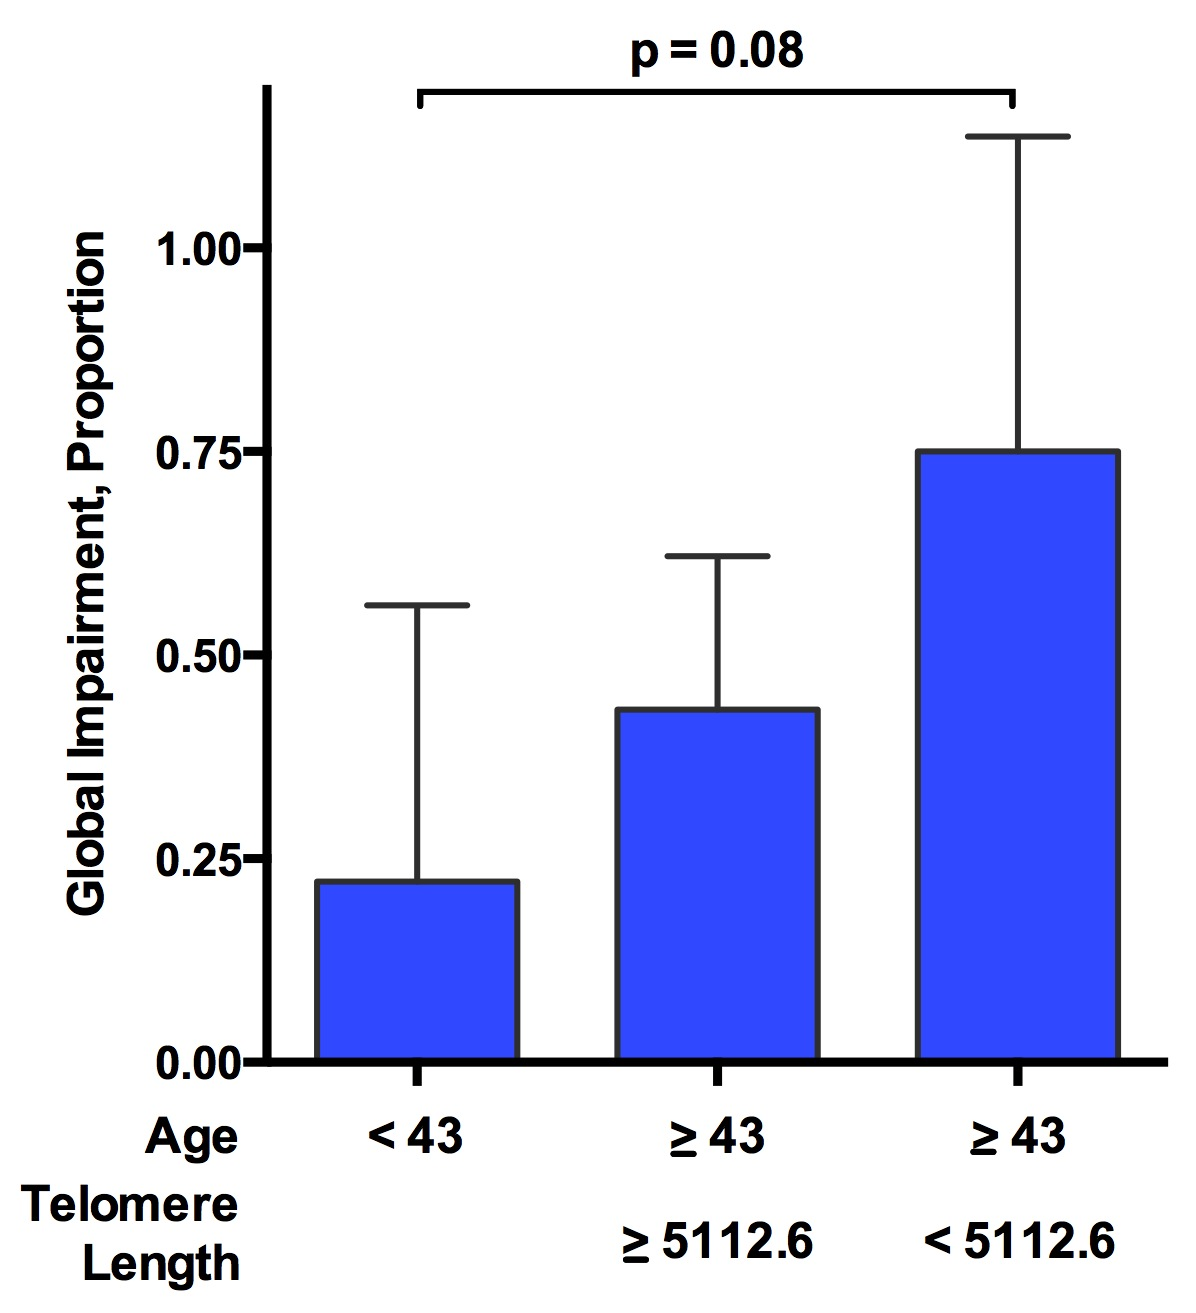 p = 0.08
Global Impairment, Proportion
1.00
0.75
0.50
0.25
0.00
Age < 43 ≥ 43 ≥ 43
Telomere
Length ≥ 5112.6 < 5112.6